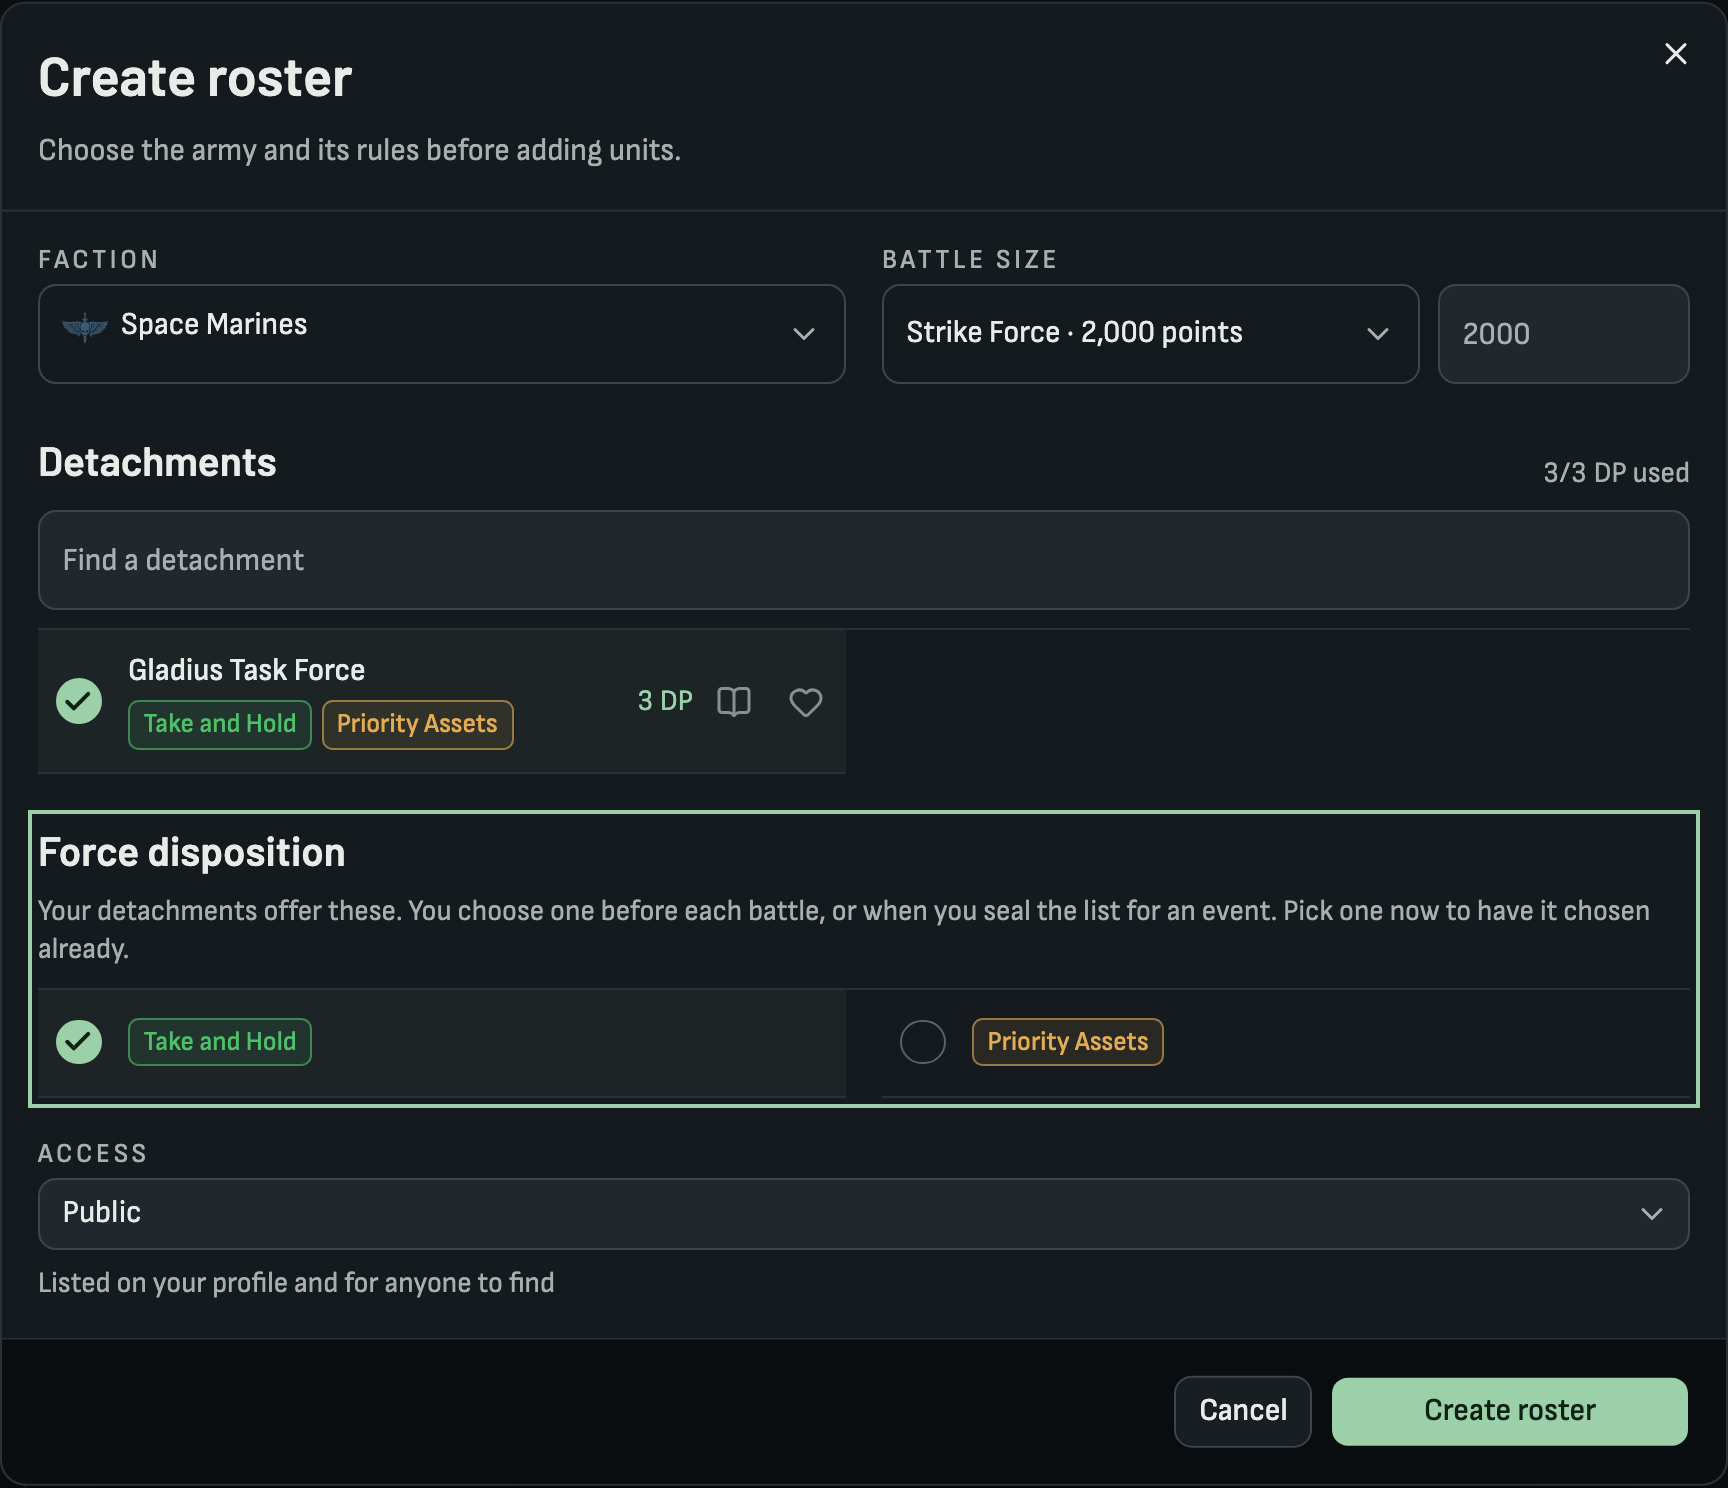 Create roster
Choose the army and its rules before adding units.
FACTION
BATTLE SIZE
Space Marines
Strike Force · 2,000 points
2000
Detachments
3/3 DP used
Find a detachment
Gladius Task Force
Take and Hold
Priority Assets
3 DP
Force disposition
Your detachments offer these. You choose one before each battle, or when you seal the list for an event. Pick one now to have it chosen
already.
Take and Hold
Priority Assets
ACCESS
Public
Listed on your profile and for anyone to find
Cancel
Create roster